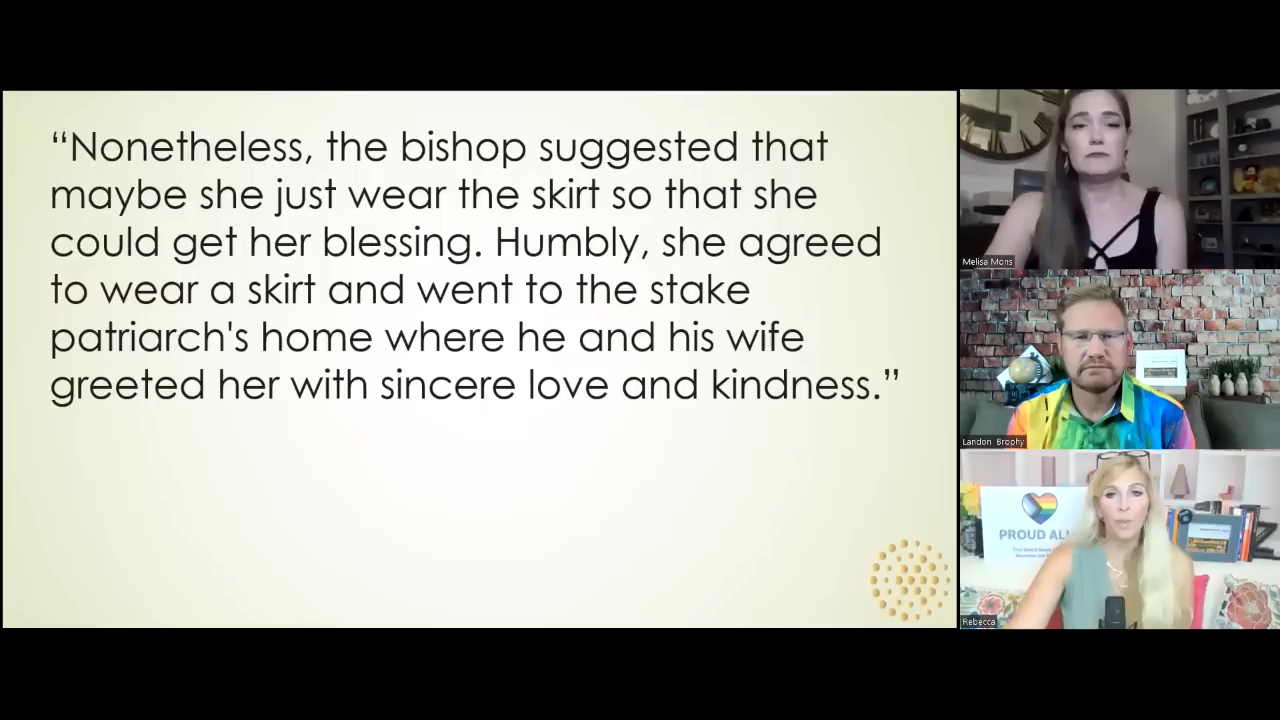 “Nonetheless, the bishop suggested that
maybe she just wear the skirt so that she
could get her blessing. Humbly, she agreed
to wear a skirt and went to the stake
patriarch's home where he and his wife
greeted her with sincere love and kindness.”
Melisa Mons
Landon Brophy
PROUD AL
Rebecca